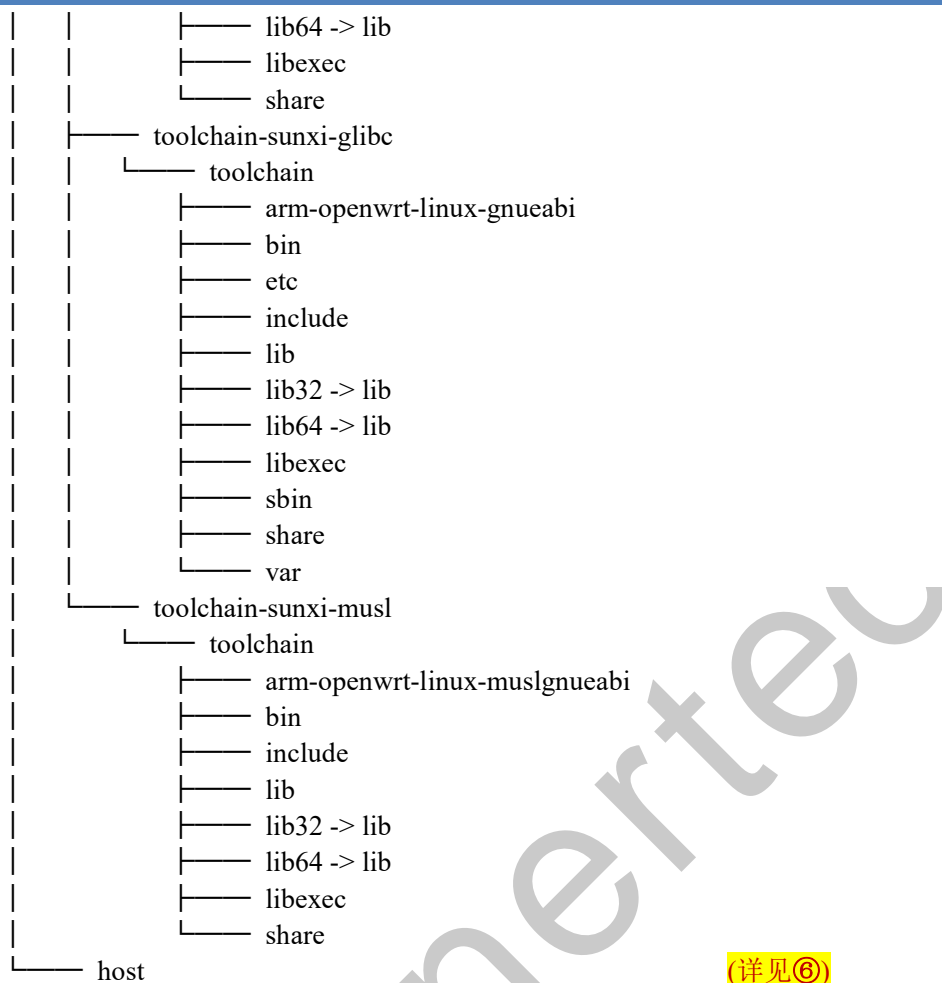 │ │ ├── lib64 -> lib
│ │ ├── libexec
│ │ └── share
│ ├── toolchain-sunxi-glibc
│ │ └── toolchain
│ │ ├── arm-openwrt-linux-gnueabi
│ │ ├── bin
│ │ ├── etc
│ │ ├── include
│ │ ├── lib
│ │ ├── lib32 -> lib
│ │ ├── lib64 -> lib
│ │ ├── libexec
│ │ ├── sbin
│ │ ├── share
│ │ └── var
│ └── toolchain-sunxi-musl
│ └── toolchain
│ ├── arm-openwrt-linux-muslgnueabi
│ ├── bin
│ ├── include
│ ├── lib
│ ├── lib32 -> lib
│ ├── lib64 -> lib
│ ├── libexec
│ └── share
└── host (详见⑥)